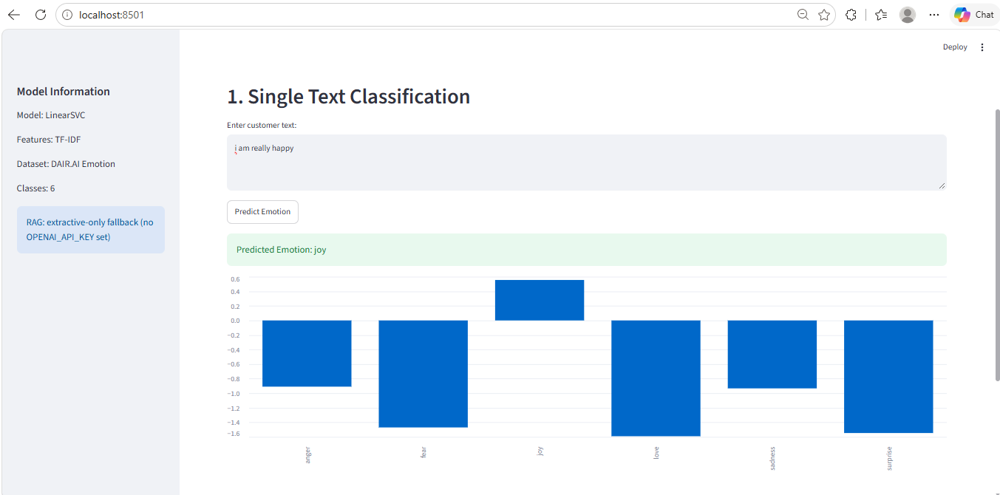 localhost:8501
Chat
Deploy
Model Information
Model: LinearSVC
Features: TF-IDF
Dataset: DAIR.AI Emotion
Classes: 6
RAG: extractive-only fallback (no
OPENAI_API_KEY set)
1. Single Text Classification
Enter customer text:
i am really happy
Predict Emotion
Predicted Emotion: joy
0.6
0.4
0.2
0.0
−0.2
−0.4
−0.6
−0.8
−1.0
−1.2
−1.4
−1.6
anger
fear
joy
love
sadness
surprise